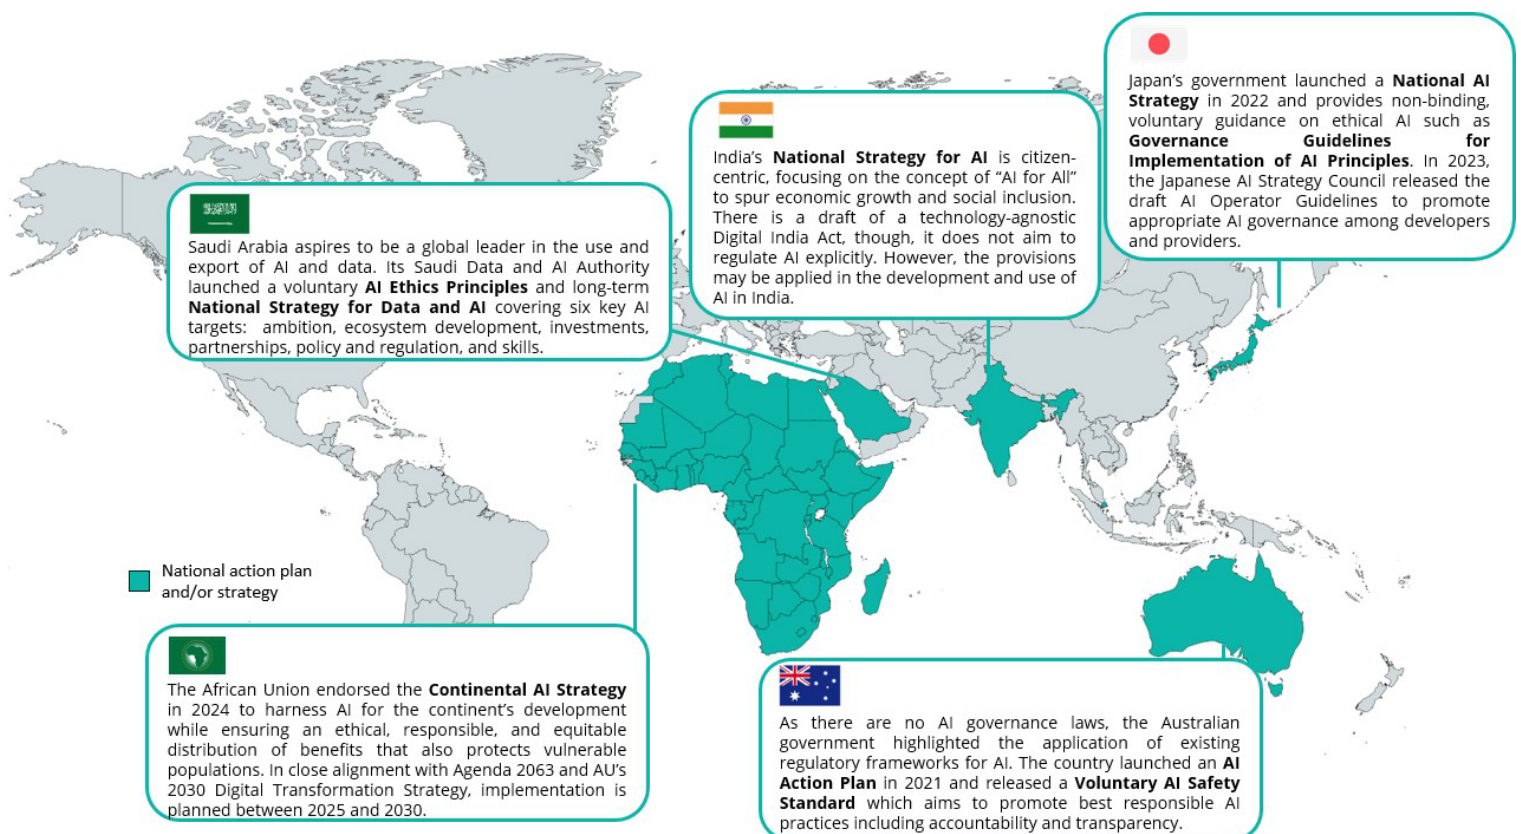 Japan’s government launched a National AI
Strategy in 2022 and provides non-binding,
voluntary guidance on ethical AI such as
Governance Guidelines for
Implementation of AI Principles. In 2023,
the Japanese AI Strategy Council released the
draft AI Operator Guidelines to promote
appropriate AI governance among developers
and providers.
India’s National Strategy for AI is citizen-
centric, focusing on the concept of “AI for All”
to spur economic growth and social inclusion.
There is a draft of a technology-agnostic
Digital India Act, though, it does not aim to
regulate AI explicitly. However, the provisions
may be applied in the development and use of
AI in India.
Saudi Arabia aspires to be a global leader in the use and
export of AI and data. Its Saudi Data and AI Authority
launched a voluntary AI Ethics Principles and long-term
National Strategy for Data and AI covering six key AI
targets: ambition, ecosystem development, investments,
partnerships, policy and regulation, and skills.
National action plan
and/or strategy
The African Union endorsed the Continental AI Strategy
in 2024 to harness AI for the continent’s development
while ensuring an ethical, responsible, and equitable
distribution of benefits that also protects vulnerable
populations. In close alignment with Agenda 2063 and AU’s
2030 Digital Transformation Strategy, implementation is
planned between 2025 and 2030.
As there are no AI governance laws, the Australian
government highlighted the application of existing
regulatory frameworks for AI. The country launched an AI
Action Plan in 2021 and released a Voluntary AI Safety
Standard which aims to promote best responsible AI
practices including accountability and transparency.